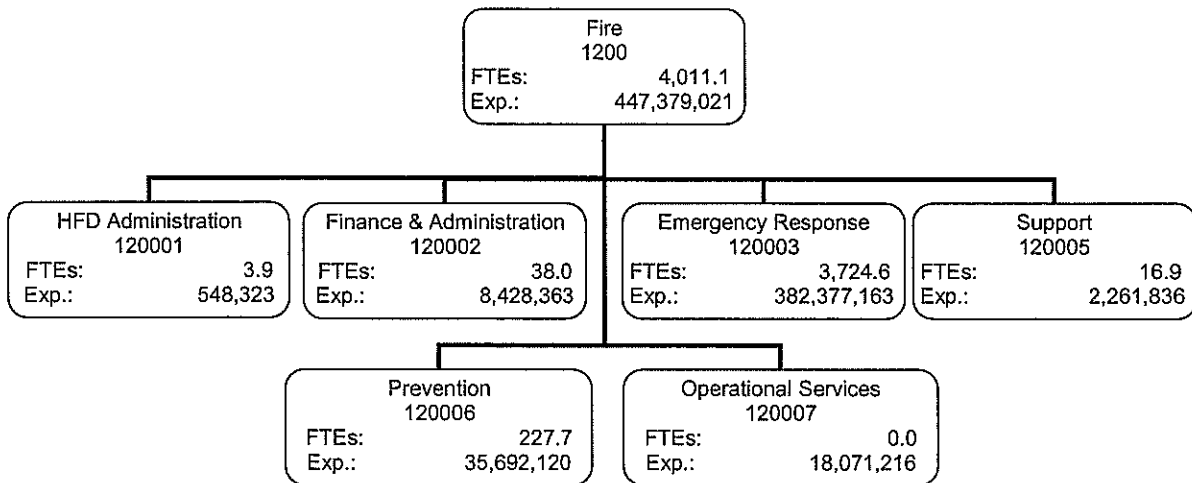 Fire
1200
FTEs: 4,011.1
Exp.: 447,379,021
HFD Administration
120001
FTEs: 3.9
Exp.: 548,323
Finance & Administration
120002
FTEs: 38.0
Exp.: 8,428,363
Emergency Response
120003
FTEs: 3,724.6
Exp.: 382,377,163
Support
120005
FTEs: 16.9
Exp.: 2,261,836
Prevention
120006
FTEs: 227.7
Exp.: 35,692,120
Operational Services
120007
FTEs: 0.0
Exp.: 18,071,216